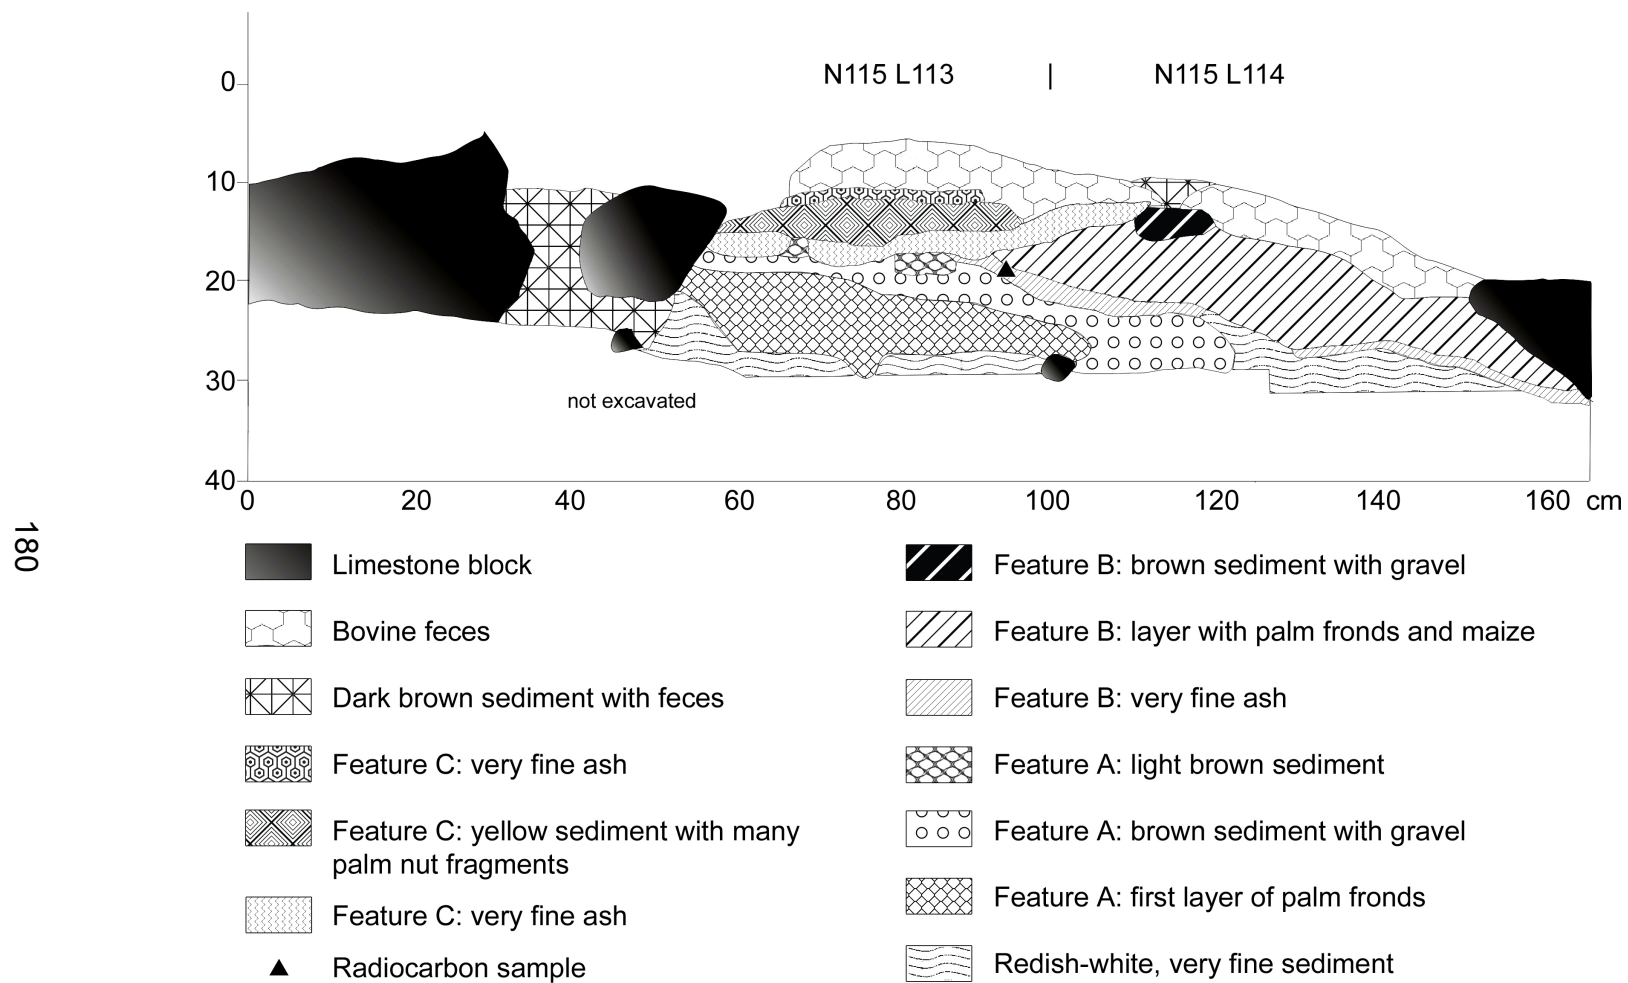 N115 L113 | N115 L114
0
10
20
30
40
not excavated
0 20 40 60 80 100 120 140 160 cm
180
Limestone block
Bovine feces
Dark brown sediment with feces
Feature C: very fine ash
Feature C: yellow sediment with many
palm nut fragments
Feature C: very fine ash
Radiocarbon sample
Feature B: brown sediment with gravel
Feature B: layer with palm fronds and maize
Feature B: very fine ash
Feature A: light brown sediment
Feature A: brown sediment with gravel
Feature A: first layer of palm fronds
Redish-white, very fine sediment